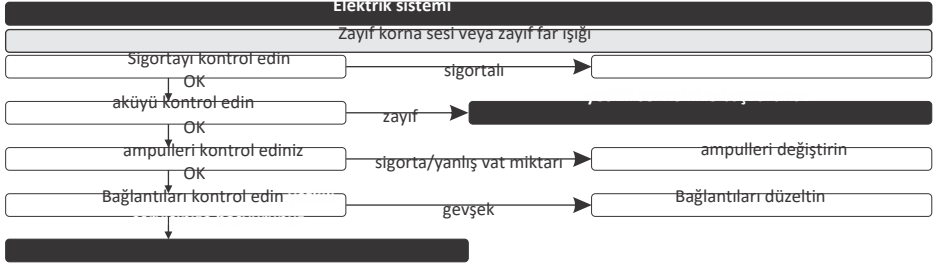 Elektrik sistemi
Zayıf korna sesi veya zayıf far ışığı
Sigortayı kontrol edin
sigortalı
OK
aküyü kontrol edin
zayıf
OK
ampulleri kontrol ediniz
sigorta/yanlış vat miktarı
ampulleri değiştirin
OK
Bağlantıları kontrol edin
gevşek
Bağlantıları düzeltin